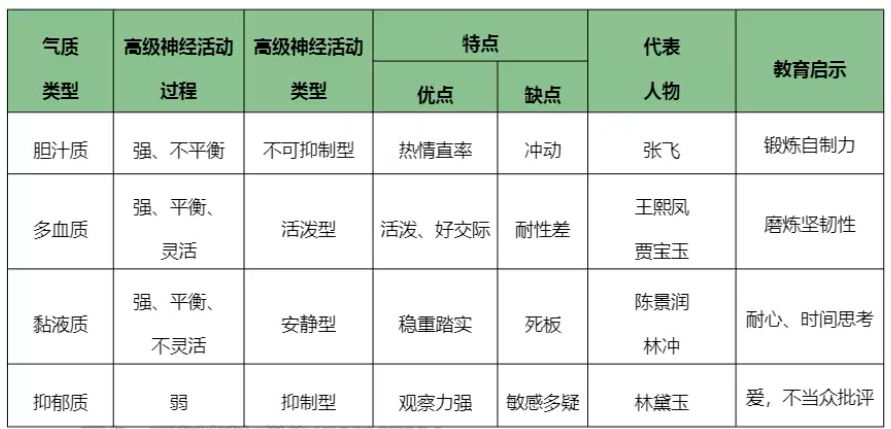 气质类型 高级神经活动过程 高级神经活动类型 特点 代表人物 教育启示
优点 缺点
胆汁质 强、不平衡 不可抑制型 热情直率 冲动 张飞 锻炼自制力
多血质 强、平衡、灵活 活泼型 活泼、好交际 耐性差 王熙凤 贾宝玉 磨炼坚韧性
黏液质 强、平衡、不灵活 安静型 稳重踏实 死板 陈景润 林冲 耐心、时间思考
抑郁质 弱 抑制型 观察力强 敏感多疑 林黛玉 爱，不当众批评